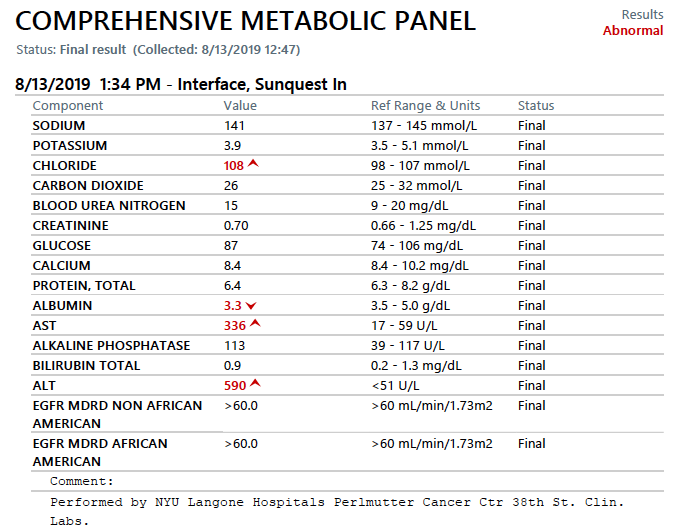 COMPREHENSIVE METABOLIC PANEL
Results
Abnormal
Status: Final result (Collected: 8/13/2019 12:47)
8/13/2019 1:34 PM - Interface, Sunquest In
Component Value Ref Range & Units Status
SODIUM 141 137 - 145 mmol/L Final
POTASSIUM 3.9 3.5 - 5.1 mmol/L Final
CHLORIDE 108 98 - 107 mmol/L Final
CARBON DIOXIDE 26 25 - 32 mmol/L Final
BLOOD UREA NITROGEN 15 9 - 20 mg/dL Final
CREATININE 0.70 0.66 - 1.25 mg/dL Final
GLUCOSE 87 74 - 106 mg/dL Final
CALCIUM 8.4 8.4 - 10.2 mg/dL Final
PROTEIN, TOTAL 6.4 6.3 - 8.2 g/dL Final
ALBUMIN 3.3 3.5 - 5.0 g/dL Final
AST 336 17 - 59 U/L Final
ALKALINE PHOSPHATASE 113 39 - 117 U/L Final
BILIRUBIN TOTAL 0.9 0.2 - 1.3 mg/dL Final
ALT 590 <51 U/L Final
EGFR MDRD NON AFRICAN >60.0 >60 mL/min/1.73m2 Final
AMERICAN
EGFR MDRD AFRICAN >60.0 >60 mL/min/1.73m2 Final
AMERICAN
Comment:
Performed by NYU Langone Hospitals Perlmutter Cancer Ctr 38th St. Clin.
Labs.